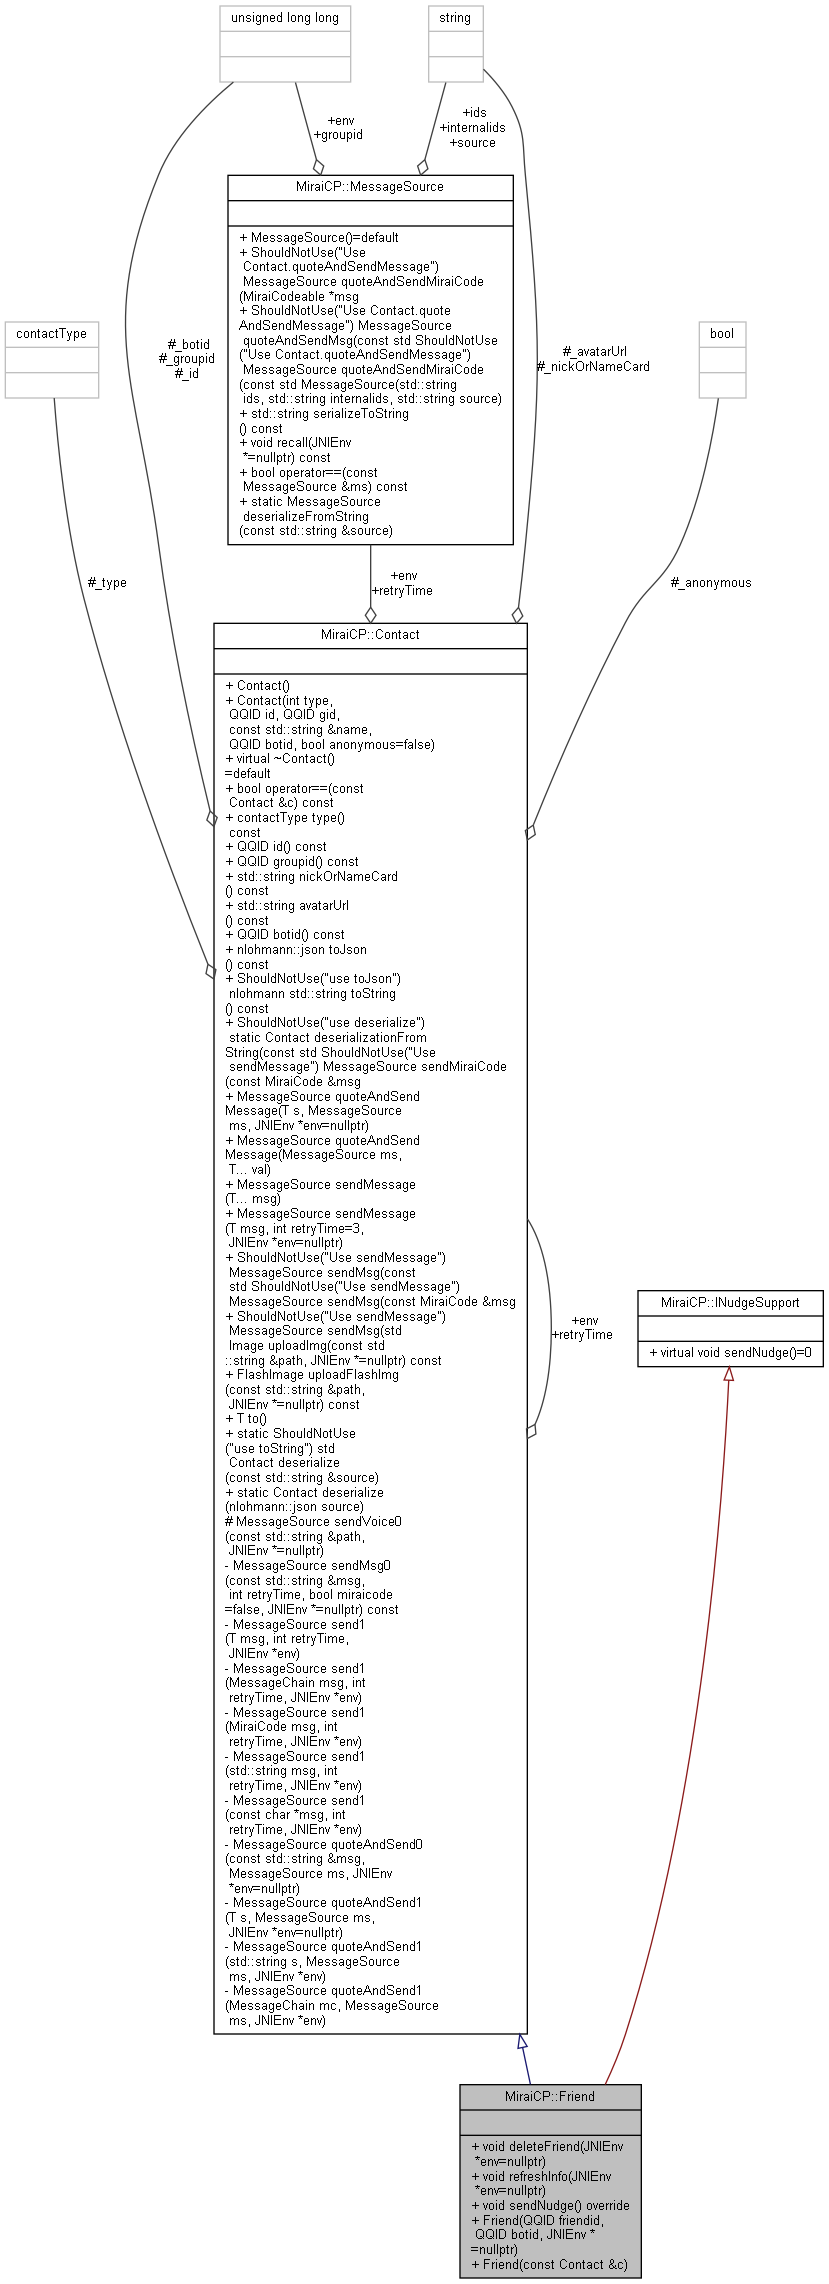 unsigned long long
string
+env
+groupid
+ids
+internalids
+source
MiraiCP::MessageSource
+ MessageSource()=default
+ ShouldNotUse("Use
Contact.quoteAndSendMessage")
MessageSource quoteAndSendMiraiCode
(MiraiCodeable *msg
+ ShouldNotUse("Use Contact.quote
AndSendMessage") MessageSource
quoteAndSendMsg(const std ShouldNotUse
("Use Contact.quoteAndSendMessage")
MessageSource quoteAndSendMiraiCode
(const std MessageSource(std::string
ids, std::string internalids, std::string source)
+ std::string serializeToString
() const
+ void recall(JNIEnv
*=nullptr) const
+ bool operator==(const
MessageSource &ms) const
+ static MessageSource
deserializeFromString
(const std::string &source)
contactType
#_botid
#_groupid
#_id
#_avatarUrl
#_nickOrNameCard
bool
#_type
+env
+retryTime
#_anonymous
MiraiCP::Contact
+ Contact()
+ Contact(int type,
QQID id, QQID gid,
const std::string &name,
QQID botid, bool anonymous=false)
+ virtual ~Contact()
=default
+ bool operator==(const
Contact &c) const
+ contactType type()
const
+ QQID id() const
+ QQID groupid() const
+ std::string nickOrNameCard
() const
+ std::string avatarUrl
() const
+ QQID botid() const
+ nlohmann::json toJson
() const
+ ShouldNotUse("use toJson")
nlohmann std::string toString
() const
+ ShouldNotUse("use deserialize")
static Contact deserializationFrom
String(const std ShouldNotUse("Use
sendMessage") MessageSource sendMiraiCode
(const MiraiCode &msg
+ MessageSource quoteAndSend
Message(T s, MessageSource
ms, JNIEnv *env=nullptr)
+ MessageSource quoteAndSend
Message(MessageSource ms,
T... val)
+ MessageSource sendMessage
(T... msg)
+ MessageSource sendMessage
(T msg, int retryTime=3,
JNIEnv *env=nullptr)
+ ShouldNotUse("Use sendMessage")
MessageSource sendMsg(const
std ShouldNotUse("Use sendMessage")
MessageSource sendMsg(const MiraiCode &msg
+ ShouldNotUse("Use sendMessage")
MessageSource sendMsg(std
Image uploadImg(const std
::string &path, JNIEnv *=nullptr) const
+ FlashImage uploadFlashImg
(const std::string &path,
JNIEnv *=nullptr) const
+ T to()
+ static ShouldNotUse
("use toString") std
Contact deserialize
(const std::string &source)
+ static Contact deserialize
(nlohmann::json source)
# MessageSource sendVoice0
(const std::string &path,
JNIEnv *=nullptr)
- MessageSource sendMsg0
(const std::string &msg,
int retryTime, bool miraicode
=false, JNIEnv *=nullptr) const
- MessageSource send1
(T msg, int retryTime,
JNIEnv *env)
- MessageSource send1
(MessageChain msg, int
retryTime, JNIEnv *env)
- MessageSource send1
(MiraiCode msg, int
retryTime, JNIEnv *env)
- MessageSource send1
(std::string msg, int
retryTime, JNIEnv *env)
- MessageSource send1
(const char *msg, int
retryTime, JNIEnv *env)
- MessageSource quoteAndSend0
(const std::string &msg,
MessageSource ms, JNIEnv
*env=nullptr)
- MessageSource quoteAndSend1
(T s, MessageSource ms,
JNIEnv *env=nullptr)
- MessageSource quoteAndSend1
(std::string s, MessageSource
ms, JNIEnv *env)
- MessageSource quoteAndSend1
(MessageChain mc, MessageSource
ms, JNIEnv *env)
+env
+retryTime
MiraiCP::INudgeSupport
+ virtual void sendNudge()=0
MiraiCP::Friend
+ void deleteFriend(JNIEnv
*env=nullptr)
+ void refreshInfo(JNIEnv
*env=nullptr)
+ void sendNudge() override
+ Friend(QQID friendid,
QQID botid, JNIEnv *
=nullptr)
+ Friend(const Contact &c)